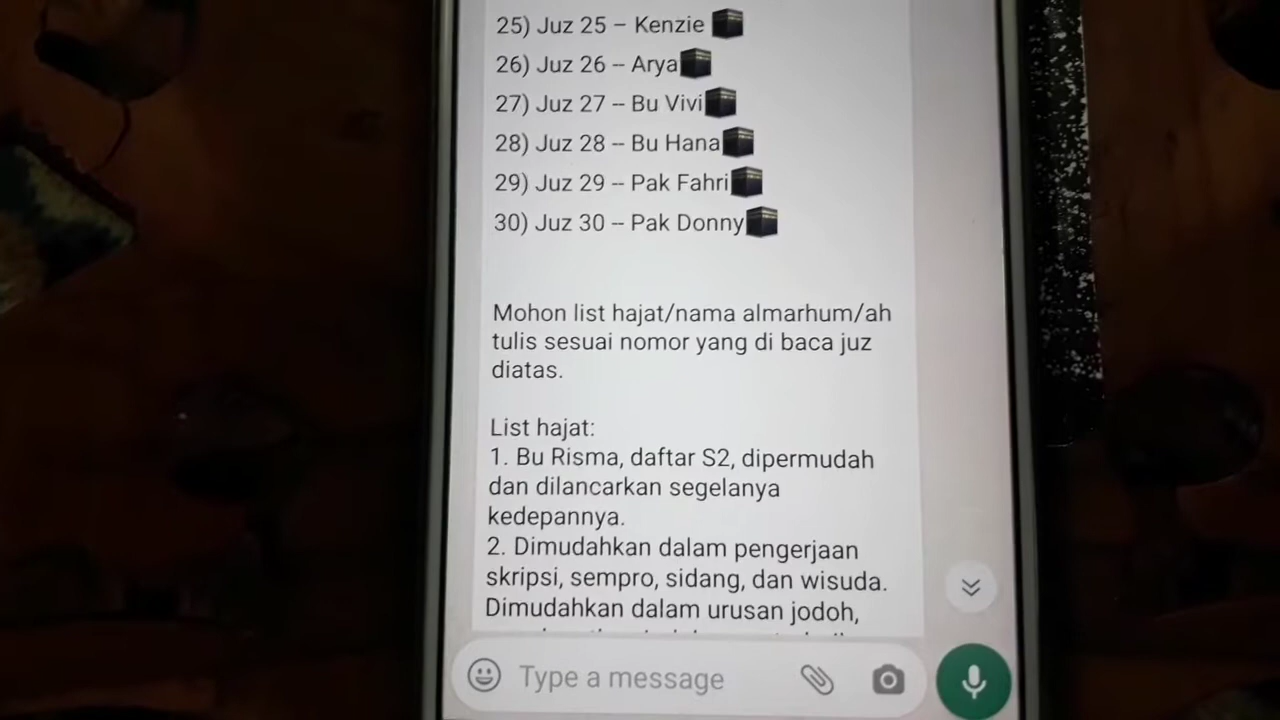 25) Juz 25 – Kenzie 🕋
26) Juz 26 – Arya🕋
27) Juz 27 – Bu Vivi🕋
28) Juz 28 – Bu Hana🕋
29) Juz 29 – Pak Fahri🕋
30) Juz 30 – Pak Donny🕋
Mohon list hajat/nama almarhum/ah
tulis sesuai nomor yang di baca juz
diatas.
List hajat:
1. Bu Risma, daftar S2, dipermudah
dan dilancarkan segelanya
kedepannya.
2. Dimudahkan dalam pengerjaan
skripsi, sempro, sidang, dan wisuda.
Dimudahkan dalam urusan jodoh,
Type a message